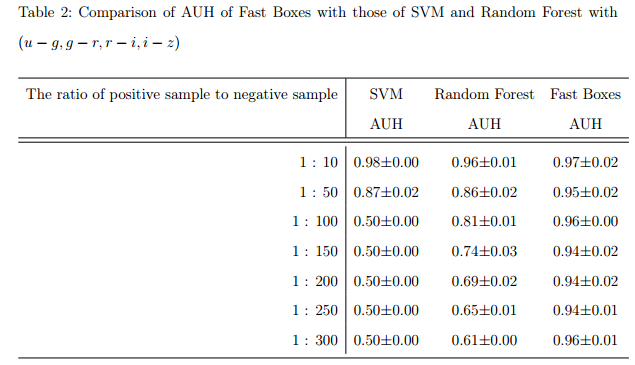 Table 2: Comparison of AUH of Fast Boxes with those of SVM and Random Forest with
(u − g, g − r, r − i, i − z)
The ratio of positive sample to negative sample SVM Random Forest Fast Boxes
AUH AUH AUH
1 : 10 0.98±0.00 0.96±0.01 0.97±0.02
1 : 50 0.87±0.02 0.86±0.02 0.95±0.02
1 : 100 0.50±0.00 0.81±0.01 0.96±0.00
1 : 150 0.50±0.00 0.74±0.03 0.94±0.02
1 : 200 0.50±0.00 0.69±0.02 0.94±0.02
1 : 250 0.50±0.00 0.65±0.01 0.94±0.01
1 : 300 0.50±0.00 0.61±0.00 0.96±0.01